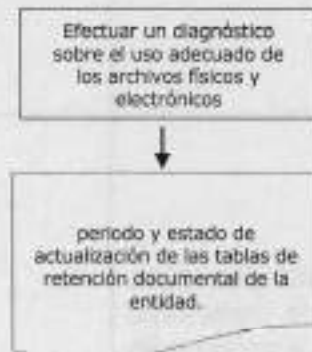 Efectuar un diagnóstico
sobre el uso adecuado de
los archivos físicos y
electrónicos
periodo y estado de
actualización de las tablas de
retención documental de la
entidad.